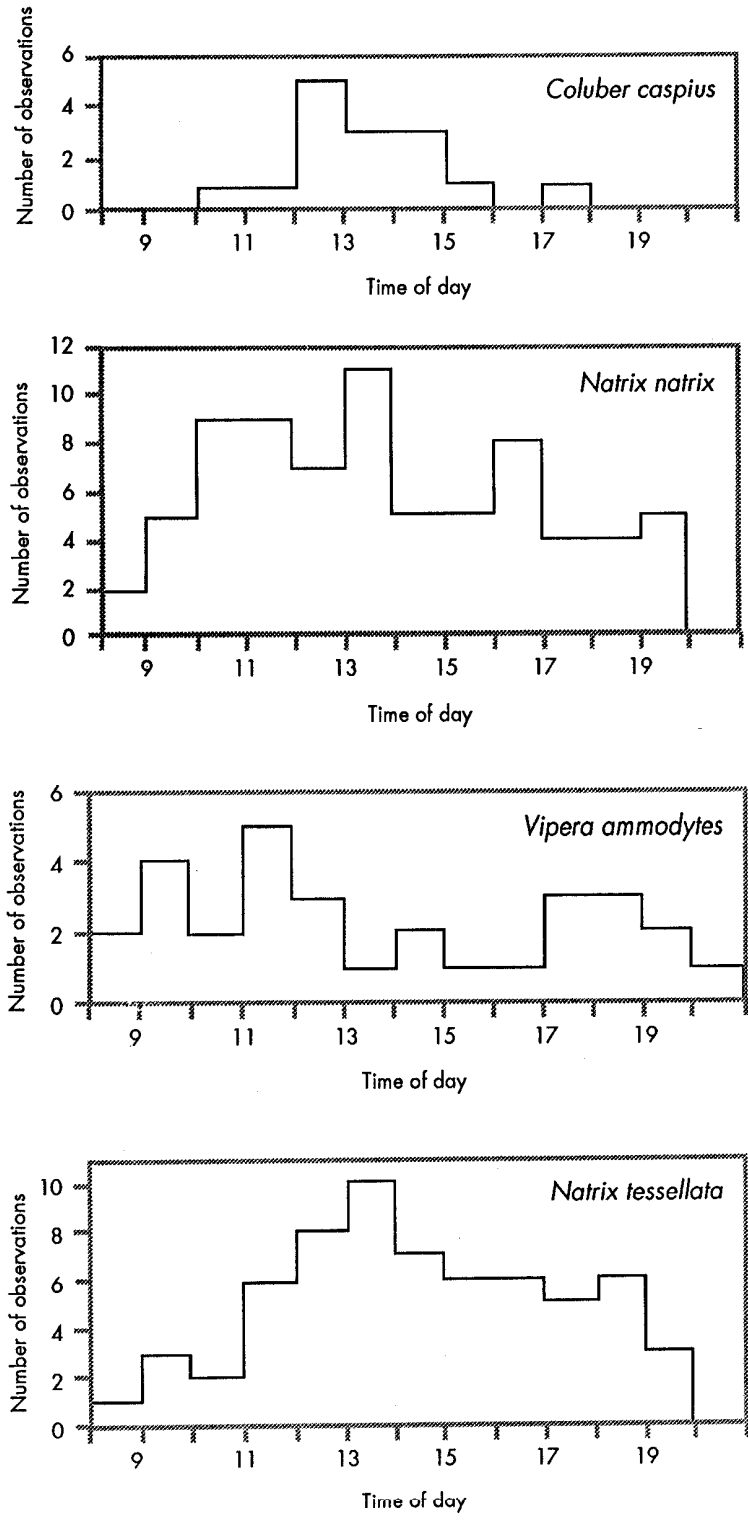 Number of observations
6
4
2
0
Coluber caspius
9 11 13 15 17 19
Time of day
Number of observations
12
10
8
6
4
2
0
Natrix natrix
9 11 13 15 17 19
Time of day
Number of observations
6
4
2
0
Vipera ammodytes
9 11 13 15 17 19
Time of day
Number of observations
10
8
6
4
2
0
Natrix tessellata
9 11 13 15 17 19
Time of day